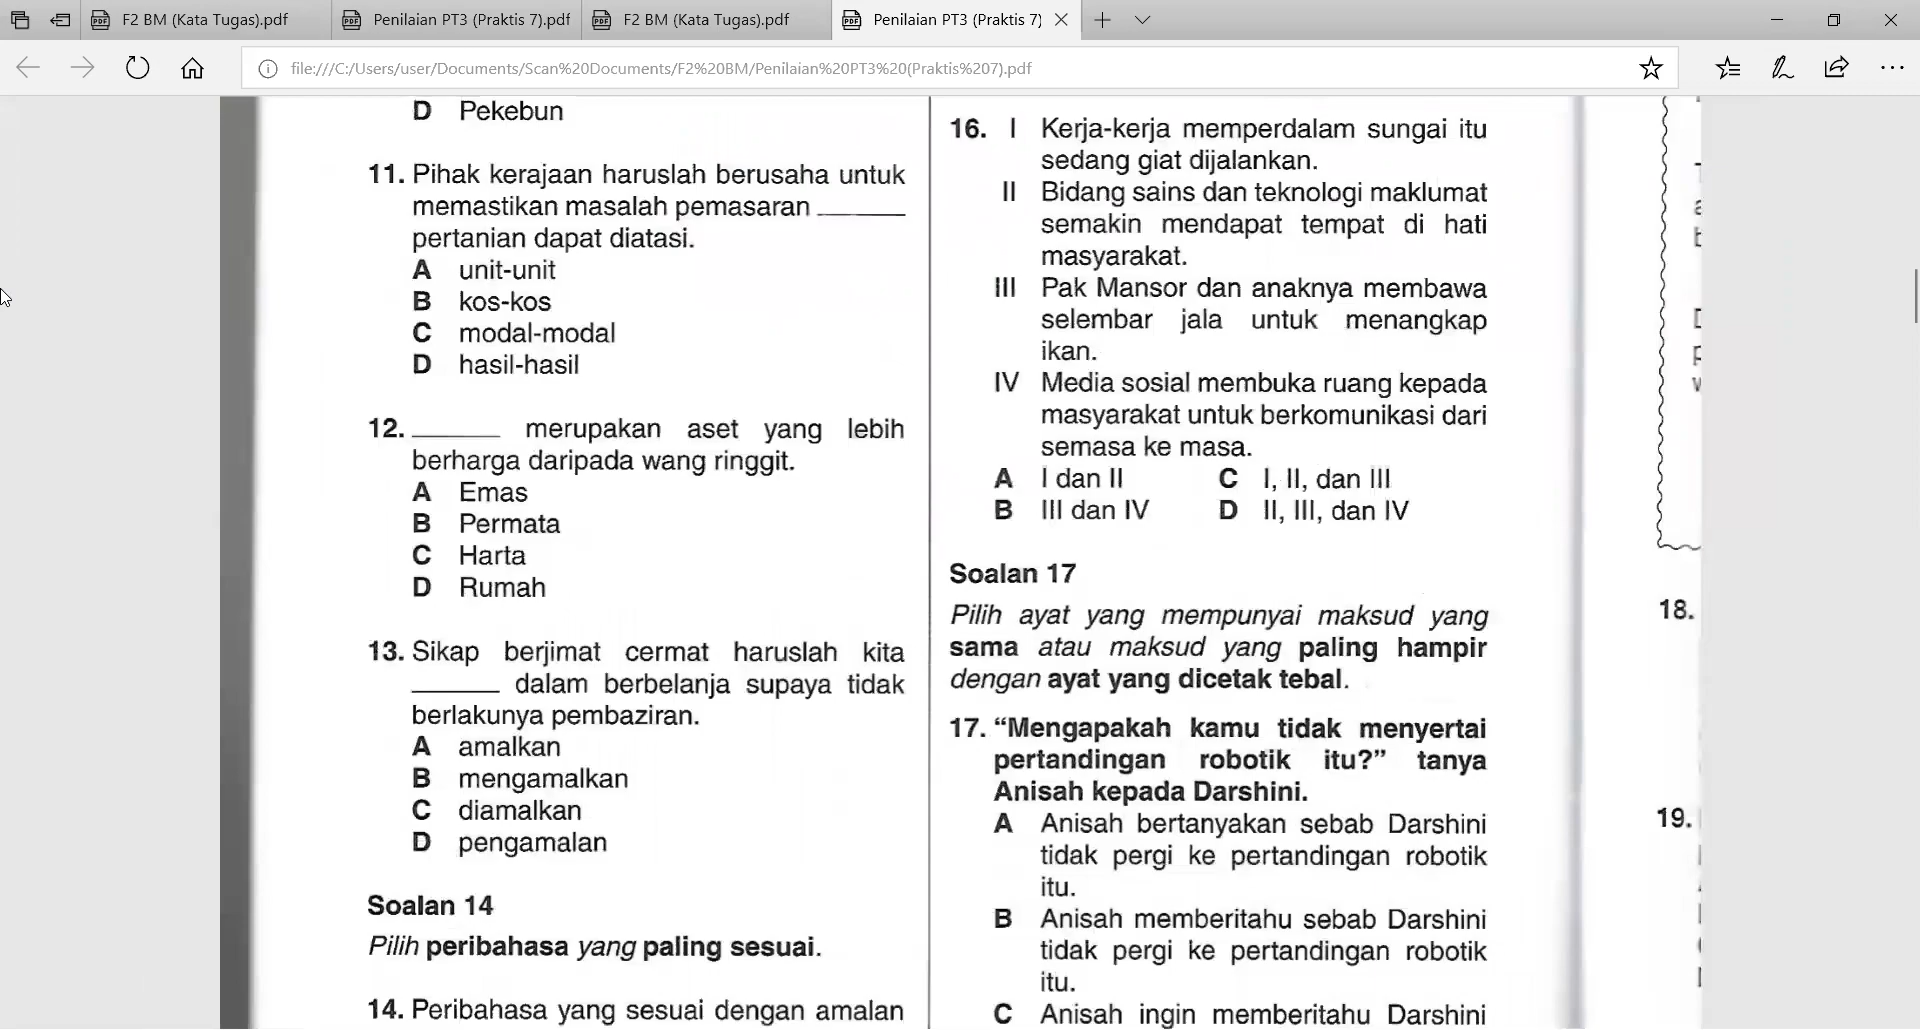 F2 BM (Kata Tugas).pdf
Penilaian PT3 (Praktis 7).pdf
F2 BM (Kata Tugas).pdf
Penilaian PT3 (Praktis 7)
file:///C:/Users/user/Documents/Scan%20Documents/F2%20BM/Penilaian%20PT3%20(Praktis%207).pdf
D Pekebun
11. Pihak kerajaan haruslah berusaha untuk
memastikan masalah pemasaran ______
pertanian dapat diatasi.
A unit-unit
B kos-kos
C modal-modal
D hasil-hasil
12. ______ merupakan aset yang lebih
berharga daripada wang ringgit.
A Emas
B Permata
C Harta
D Rumah
13. Sikap berjimat cermat haruslah kita
______ dalam berbelanja supaya tidak
berlakunya pembaziran.
A amalkan
B mengamalkan
C diamalkan
D pengamalan
Soalan 14
Pilih peribahasa yang paling sesuai.
14. Peribahasa yang sesuai dengan amalan
16. I Kerja-kerja memperdalam sungai itu
sedang giat dijalankan.
II Bidang sains dan teknologi maklumat
semakin mendapat tempat di hati
masyarakat.
III Pak Mansor dan anaknya membawa
selembar jala untuk menangkap
ikan.
IV Media sosial membuka ruang kepada
masyarakat untuk berkomunikasi dari
semasa ke masa.
A I dan II C I, II, dan III
B III dan IV D II, III, dan IV
Soalan 17
Pilih ayat yang mempunyai maksud yang
sama atau maksud yang paling hampir
dengan ayat yang dicetak tebal.
17. “Mengapakah kamu tidak menyertai
pertandingan robotik itu?” tanya
Anisah kepada Darshini.
A Anisah bertanyakan sebab Darshini
tidak pergi ke pertandingan robotik
itu.
B Anisah memberitahu sebab Darshini
tidak pergi ke pertandingan robotik
itu.
C Anisah ingin memberitahu Darshini
18.
19.